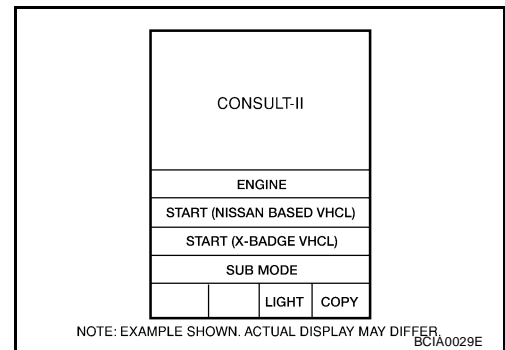 CONSULT-II
ENGINE
START (NISSAN BASED VHCL)
START (X-BADGE VHCL)
SUB MODE
LIGHT COPY
NOTE: EXAMPLE SHOWN. ACTUAL DISPLAY MAY DIFFER.
BCIA0029E